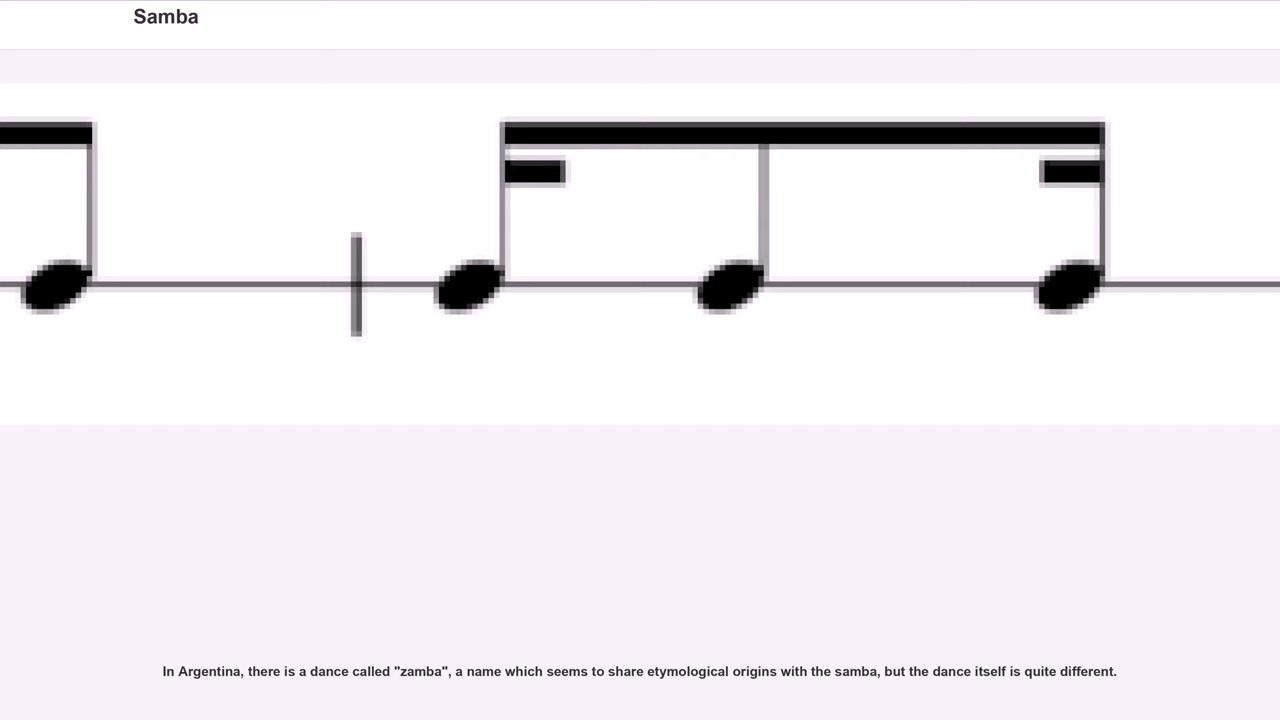 Samba
In Argentina, there is a dance called "zamba", a name which seems to share etymological origins with the samba, but the dance itself is quite different.